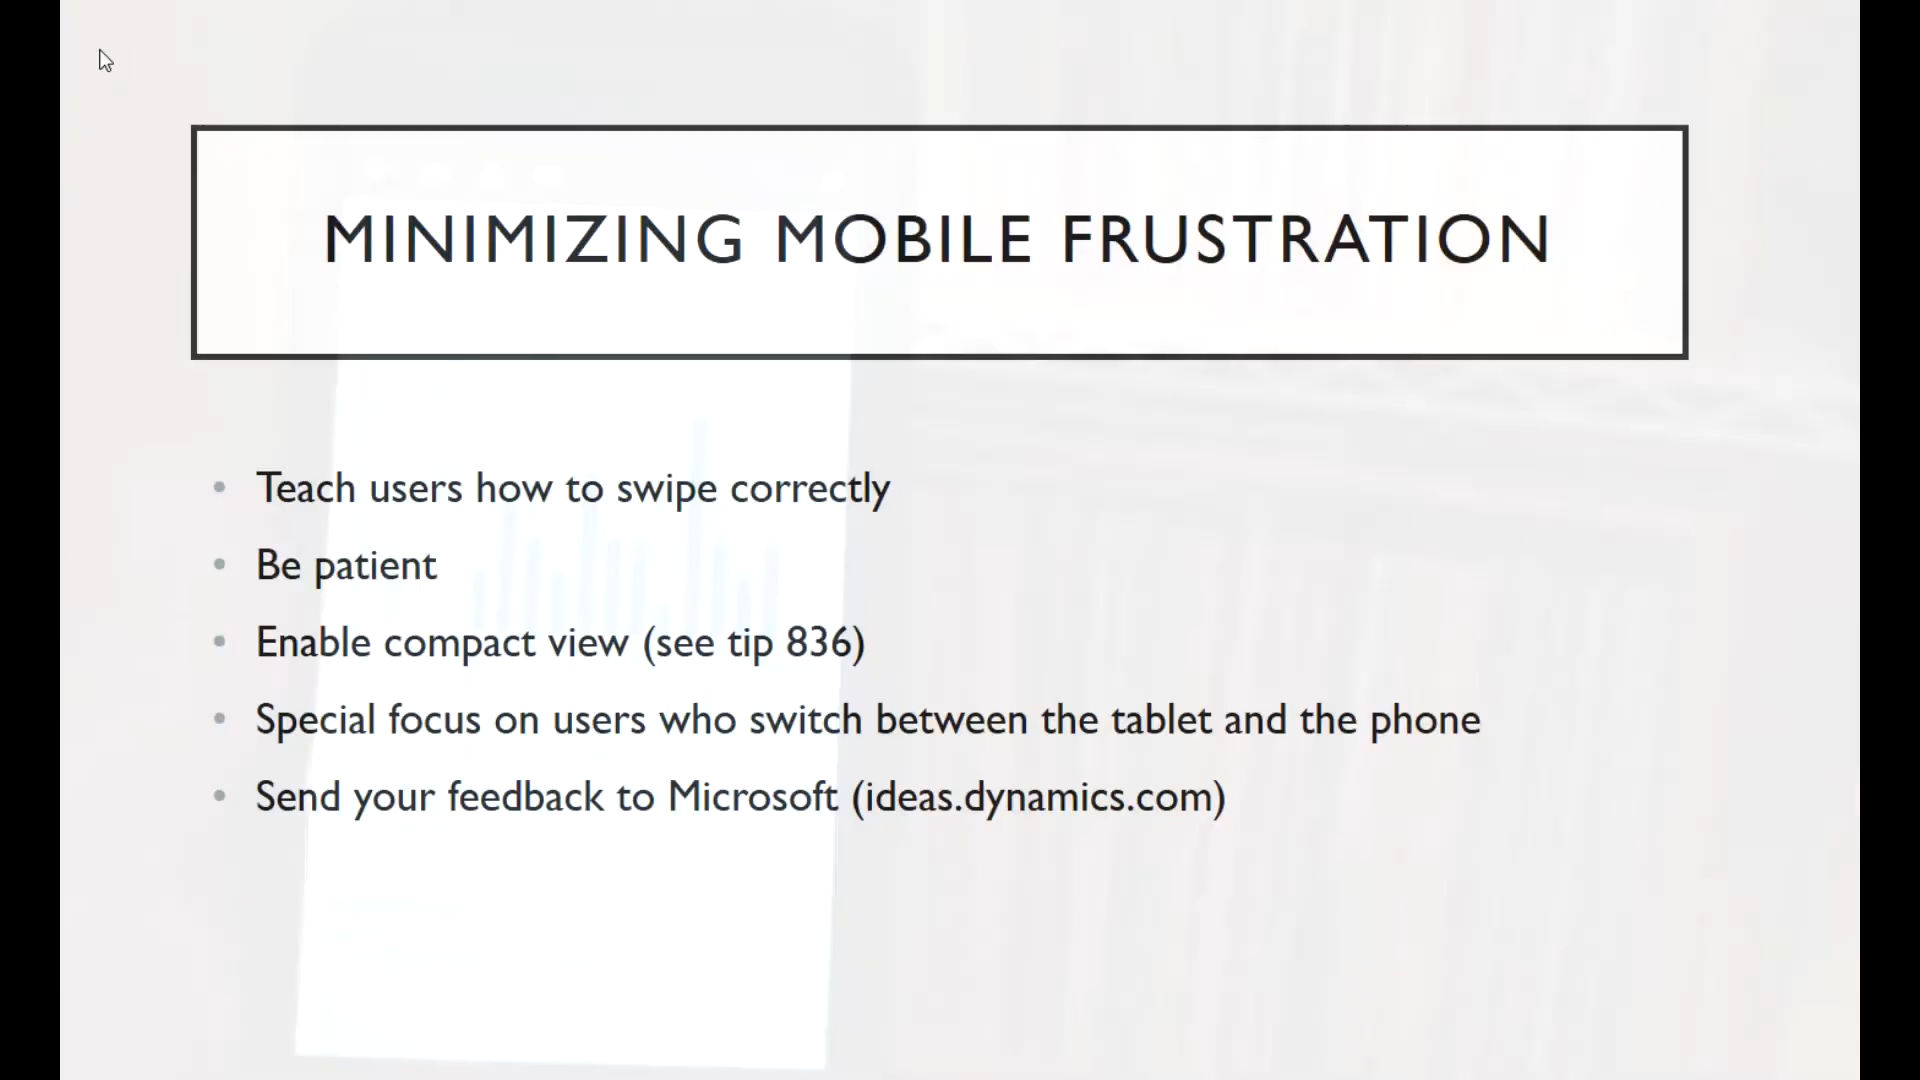 MINIMIZING MOBILE FRUSTRATION
• Teach users how to swipe correctly
• Be patient
• Enable compact view (see tip 836)
• Special focus on users who switch between the tablet and the phone
• Send your feedback to Microsoft (ideas.dynamics.com)